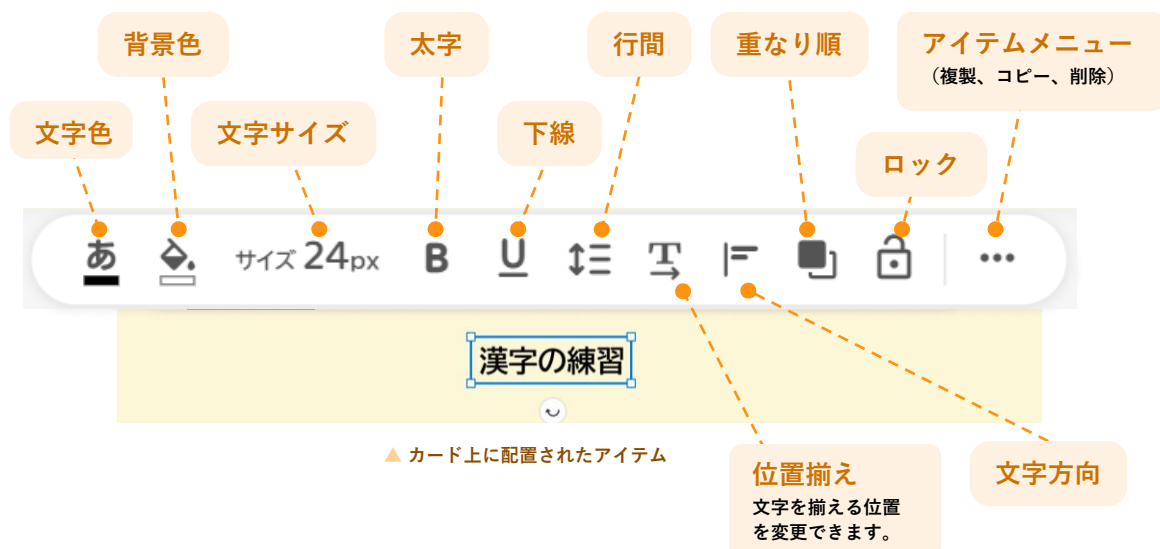 背景色
太字
行間
重なり順
アイテムメニュー
（複製、コピー、削除）
文字色
文字サイズ
下線
ロック
あ
サイズ 24px
B
U
T
漢字の練習
▲ カード上に配置されたアイテム
位置揃え
文字を揃える位置
を変更できます。
文字方向